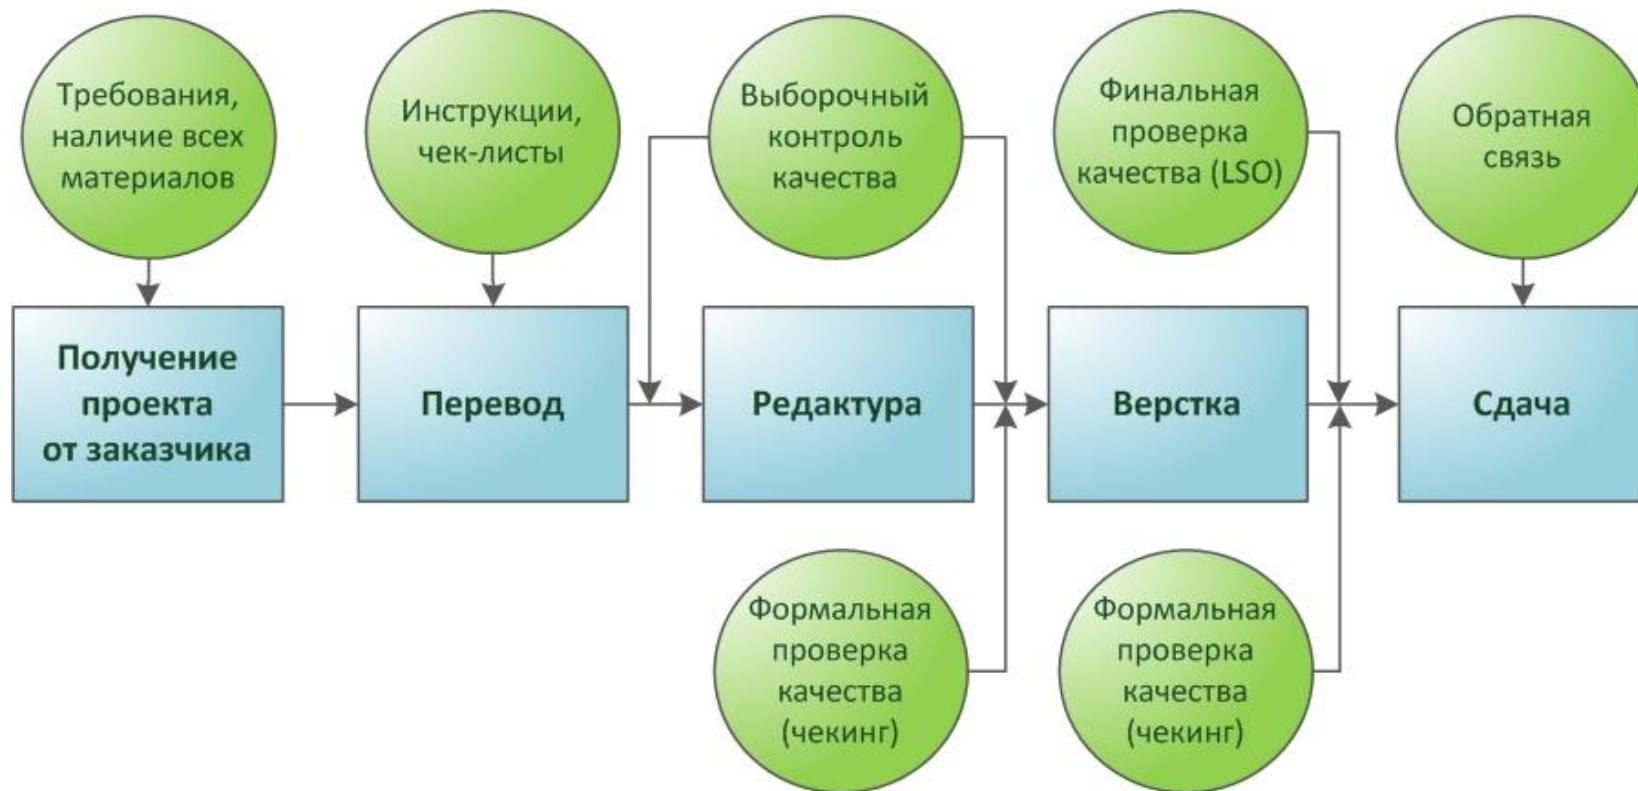 Требования,
наличие всех
материалов
Инструкции,
чек-листы
Выборочный
контроль
качества
Финальная
проверка
качества (LSO)
Обратная
связь
Получение
проекта
от заказчика
Перевод
Редактура
Верстка
Сдача
Формальная
проверка
качества
(чекинг)
Формальная
проверка
качества
(чекинг)